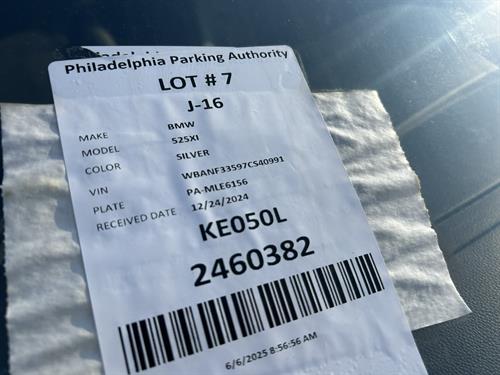 Philadelphia Parking Authority
LOT # 7
J-16
MAKE BMW
MODEL 525XI
COLOR SILVER
VIN WBANF33597CS40991
PLATE PA-MLE6156
RECEIVED DATE 12/24/2024
KE050L
2460382
6/6/2025 8:56:56 AM